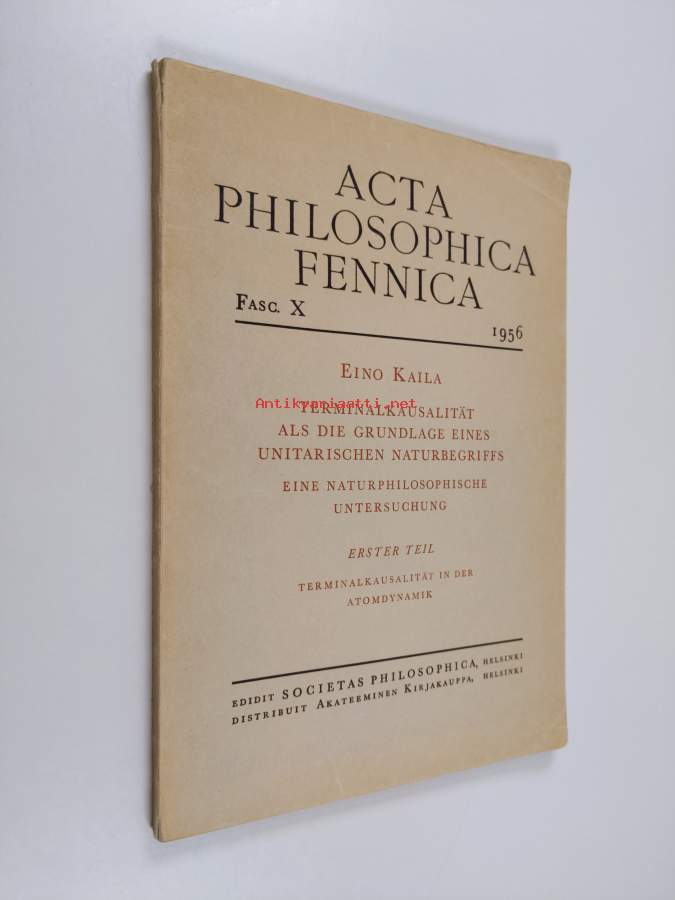 ACTA
PHILOSOPHICA
FENNICA
FASC. X
1956
EINO KAILA
Antikvariaatti.net
TERMINALKAUSALITÄT
ALS DIE GRUNDLAGE EINES
UNITARISCHEN NATURBEGRIFFS
EINE NATURPHILOSOPHISCHE
UNTERSUCHUNG
ERSTER TEIL
TERMINALKAUSALITÄT IN DER
ATOMDYNAMIK
EDIDIT SOCIETAS PHILOSOPHICA, HELSINKI
DISTRIBUIT AKATEEMINEN KIRJAKAUPPA, HELSINKI